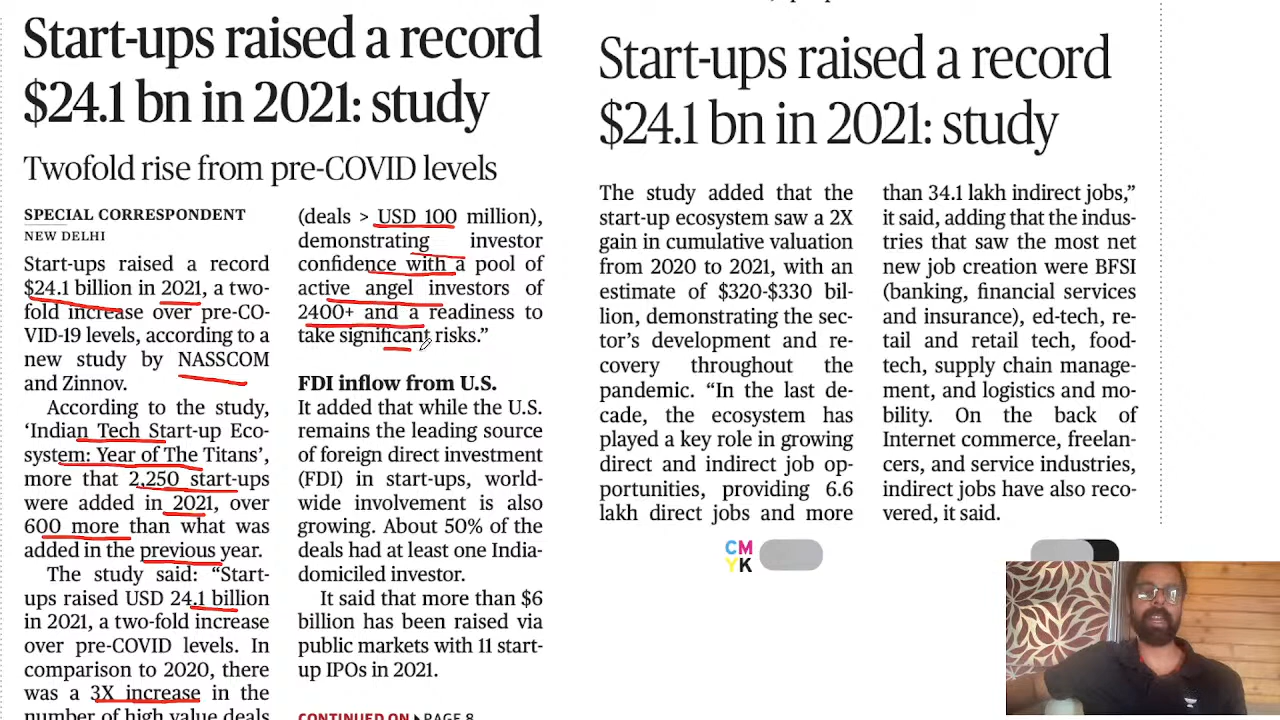 Start-ups raised a record
$24.1 bn in 2021: study
Twofold rise from pre-COVID levels
SPECIAL CORRESPONDENT
NEW DELHI
Start-ups raised a record
$24.1 billion in 2021, a two-
fold increase over pre-CO-
VID-19 levels, according to a
new study by NASSCOM
and Zinnov.
According to the study,
‘Indian Tech Start-up Eco-
system: Year of The Titans’,
more that 2,250 start-ups
were added in 2021, over
600 more than what was
added in the previous year.
The study said: “Start-
ups raised USD 24.1 billion
in 2021, a two-fold increase
over pre-COVID levels. In
comparison to 2020, there
was a 3X increase in the
number of high value deals
(deals > USD 100 million),
demonstrating investor
confidence with a pool of
active angel investors of
2400+ and a readiness to
take significant risks.”
FDI inflow from U.S.
It added that while the U.S.
remains the leading source
of foreign direct investment
(FDI) in start-ups, world-
wide involvement is also
growing. About 50% of the
deals had at least one India-
domiciled investor.
It said that more than $6
billion has been raised via
public markets with 11 start-
up IPOs in 2021.
CONTINUED ON PAGE 8
Start-ups raised a record
$24.1 bn in 2021: study
The study added that the
start-up ecosystem saw a 2X
gain in cumulative valuation
from 2020 to 2021, with an
estimate of $320-$330 bil-
lion, demonstrating the sec-
tor’s development and re-
covery throughout the
pandemic. “In the last de-
cade, the ecosystem has
played a key role in growing
direct and indirect job op-
portunities, providing 6.6
lakh direct jobs and more
than 34.1 lakh indirect jobs,”
it said, adding that the indus-
tries that saw the most net
new job creation were BFSI
(banking, financial services
and insurance), ed-tech, re-
tail and retail tech, food-
tech, supply chain manage-
ment, and logistics and mo-
bility. On the back of
Internet commerce, freelan-
cers, and service industries,
indirect jobs have also reco-
vered, it said.
CM
YK